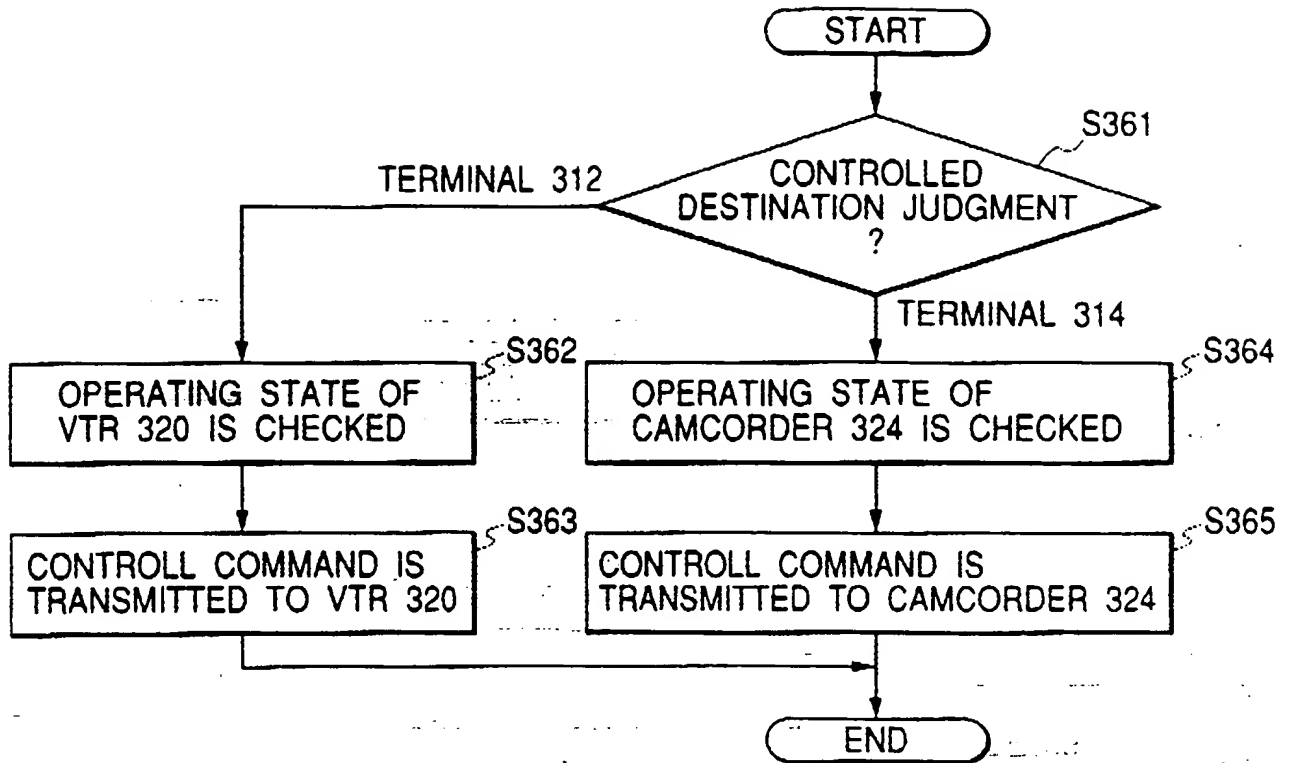 START
S361
CONTROLLED
DESTINATION JUDGMENT
?
TERMINAL 312
TERMINAL 314
S362
OPERATING STATE OF
VTR 320 IS CHECKED
S364
OPERATING STATE OF
CAMCORDER 324 IS CHECKED
S363
CONTROLL COMMAND IS
TRANSMITTED TO VTR 320
S365
CONTROLL COMMAND IS
TRANSMITTED TO CAMCORDER 324
END